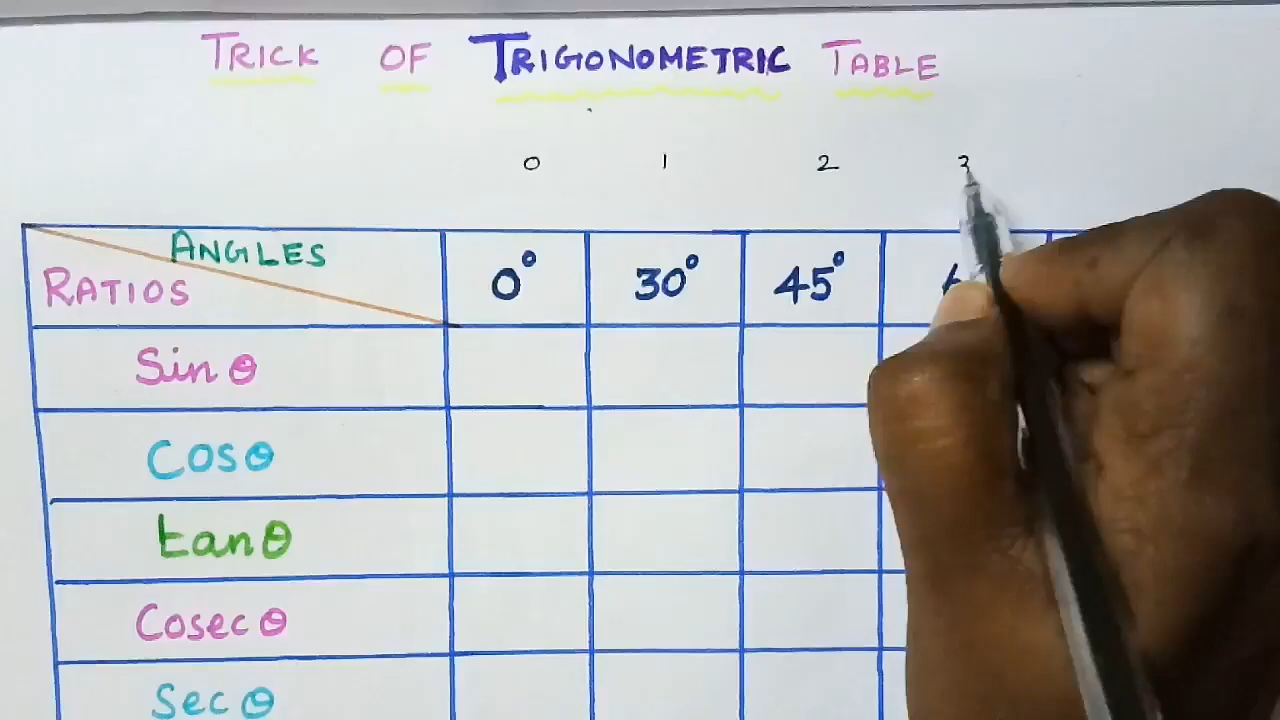 TRICK OF TRIGONOMETRIC TABLE
0 1 2 3
ANGLES
RATIOS 0° 30° 45°
Sin θ
Cos θ
tan θ
Cosec θ
Sec θ